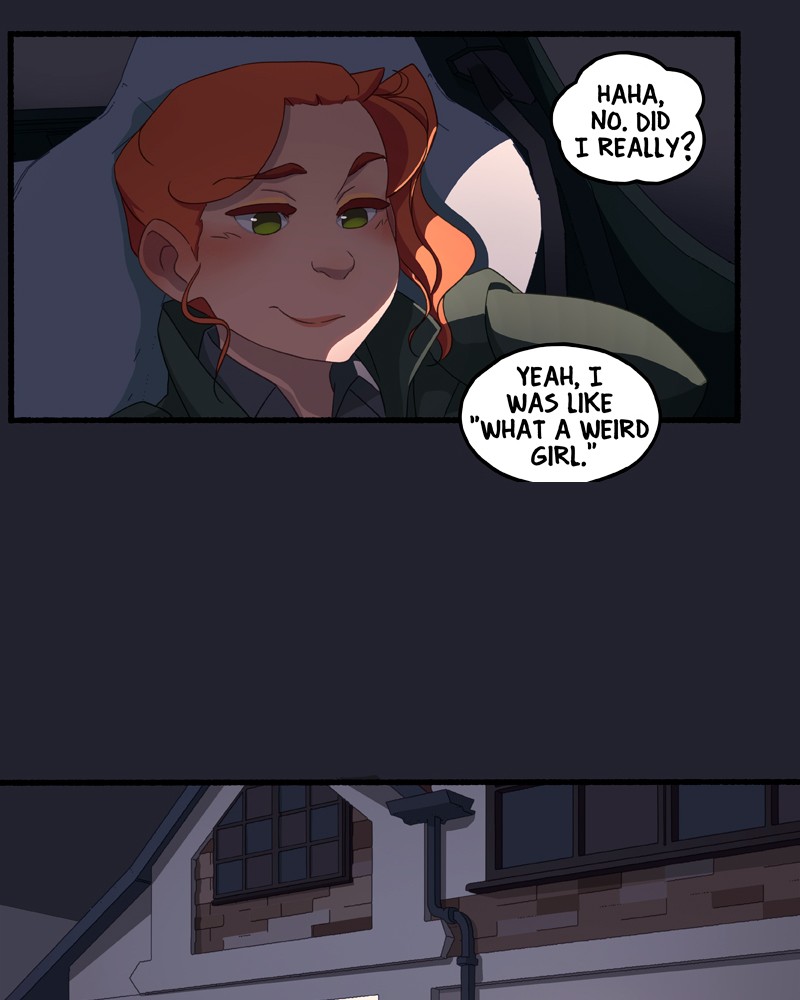 HAHA,
NO. DID
I REALLY?
YEAH, I
WAS LIKE
"WHAT A WEIRD
GIRL."